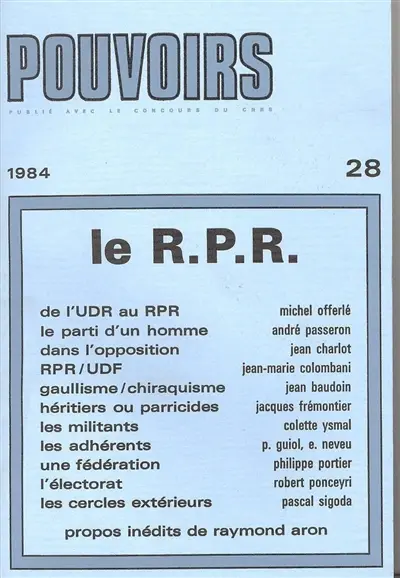 POUVOIRS
PUBLIÉ AVEC LE CONCOURS DU CNRS
1984 28
le R.P.R.
de l'UDR au RPR michel offerlé
le parti d'un homme andré passeron
dans l'opposition jean charlot
RPR/UDF jean-marie colombani
gaullisme/chiraquisme jean baudoin
héritiers ou parricides jacques frémontier
les militants colette ysmal
les adhérents p. guiol, e. neveu
une fédération philippe portier
l'électorat robert ponceyri
les cercles extérieurs pascal sigoda
propos inédits de raymond aron